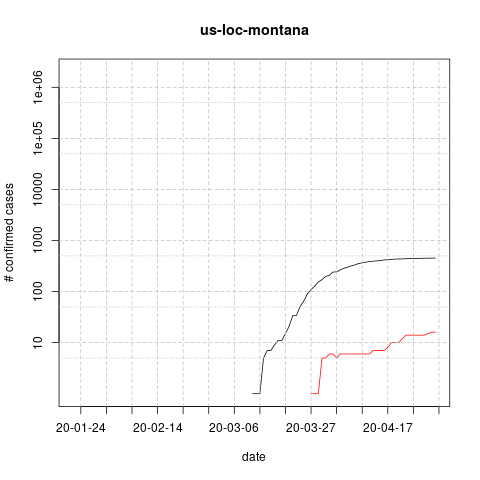 us-loc-montana
# confirmed cases
1e+06
1e+05
10000
1000
100
10
20-01-24 20-02-14 20-03-06 20-03-27 20-04-17
date